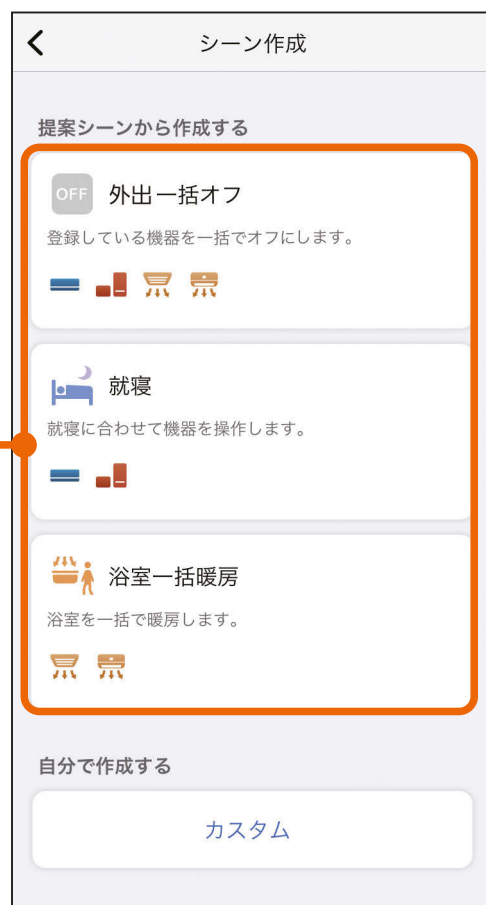 シーン作成
提案シーンから作成する
OFF 外出一括オフ
登録している機器を一括でオフにします。
就寝
就寝に合わせて機器を操作します。
浴室一括暖房
浴室を一括で暖房します。
自分で作成する
カスタム